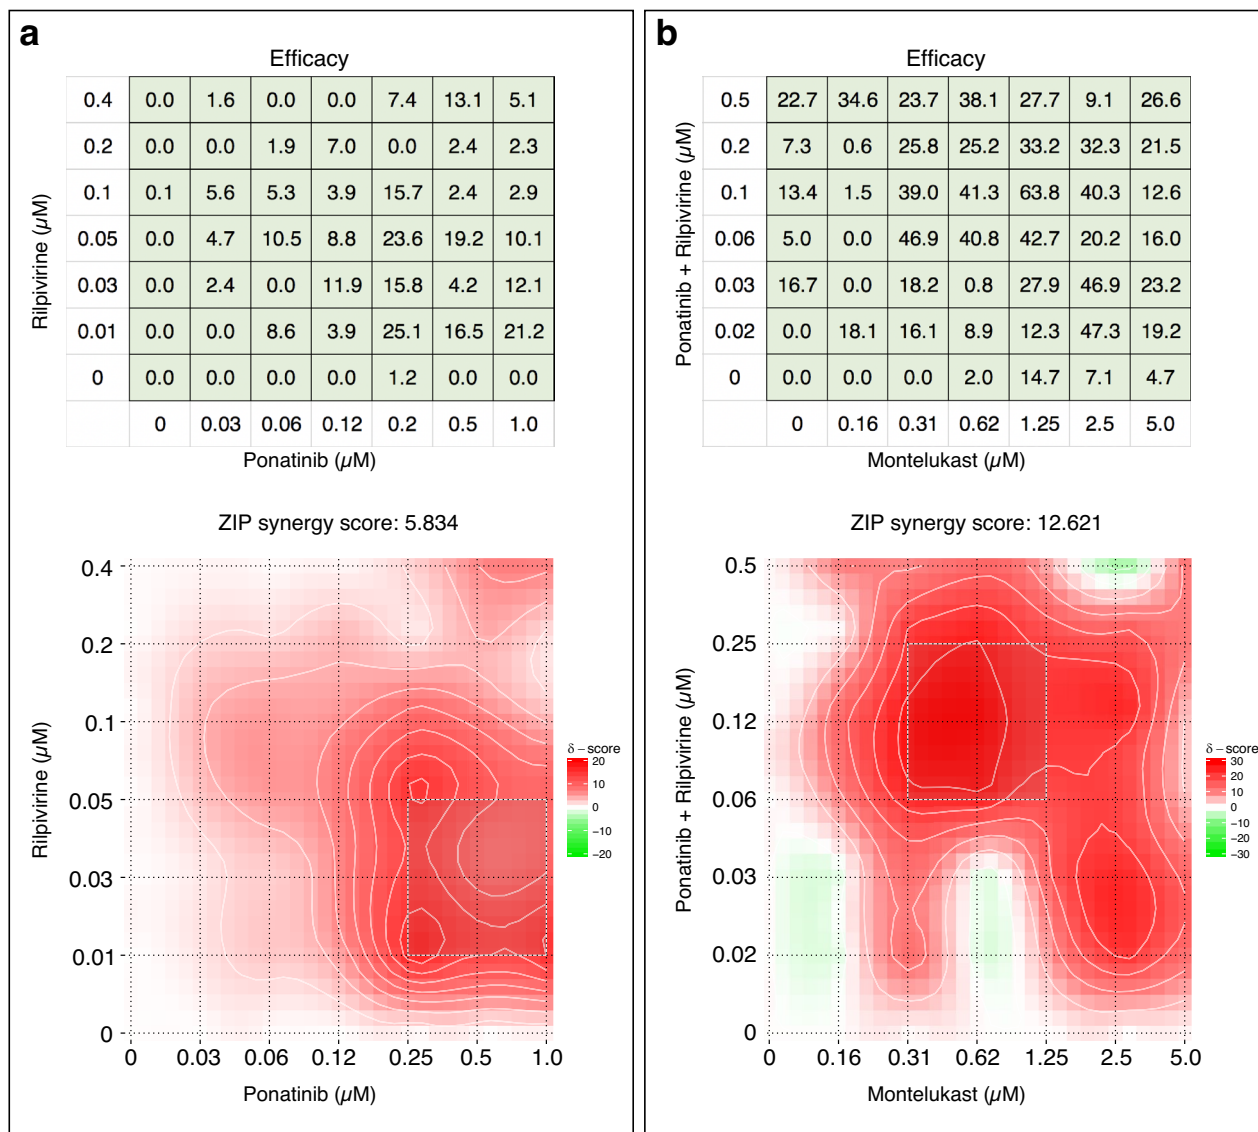 a
Efficacy
Rilpivirine (µM)
0.4 0.0 1.6 0.0 0.0 7.4 13.1 5.1
0.2 0.0 0.0 1.9 7.0 0.0 2.4 2.3
0.1 0.1 5.6 5.3 3.9 15.7 2.4 2.9
0.05 0.0 4.7 10.5 8.8 23.6 19.2 10.1
0.03 0.0 2.4 0.0 11.9 15.8 4.2 12.1
0.01 0.0 0.0 8.6 3.9 25.1 16.5 21.2
0 0.0 0.0 0.0 0.0 1.2 0.0 0.0
0 0.03 0.06 0.12 0.2 0.5 1.0
Ponatinib (µM)
ZIP synergy score: 5.834
Rilpivirine (µM)
0.4
0.2
0.1
0.05
0.03
0.01
0
0 0.03 0.06 0.12 0.25 0.5 1.0
Ponatinib (µM)
δ – score
20
10
0
−10
−20
b
Efficacy
Ponatinib + Rilpivirine (µM)
0.5 22.7 34.6 23.7 38.1 27.7 9.1 26.6
0.2 7.3 0.6 25.8 25.2 33.2 32.3 21.5
0.1 13.4 1.5 39.0 41.3 63.8 40.3 12.6
0.06 5.0 0.0 46.9 40.8 42.7 20.2 16.0
0.03 16.7 0.0 18.2 0.8 27.9 46.9 23.2
0.02 0.0 18.1 16.1 8.9 12.3 47.3 19.2
0 0.0 0.0 0.0 2.0 14.7 7.1 4.7
0 0.16 0.31 0.62 1.25 2.5 5.0
Montelukast (µM)
ZIP synergy score: 12.621
Ponatinib + Rilpivirine (µM)
0.5
0.25
0.12
0.06
0.03
0.02
0
0 0.16 0.31 0.62 1.25 2.5 5.0
Montelukast (µM)
δ – score
30
20
10
0
−10
−20
−30